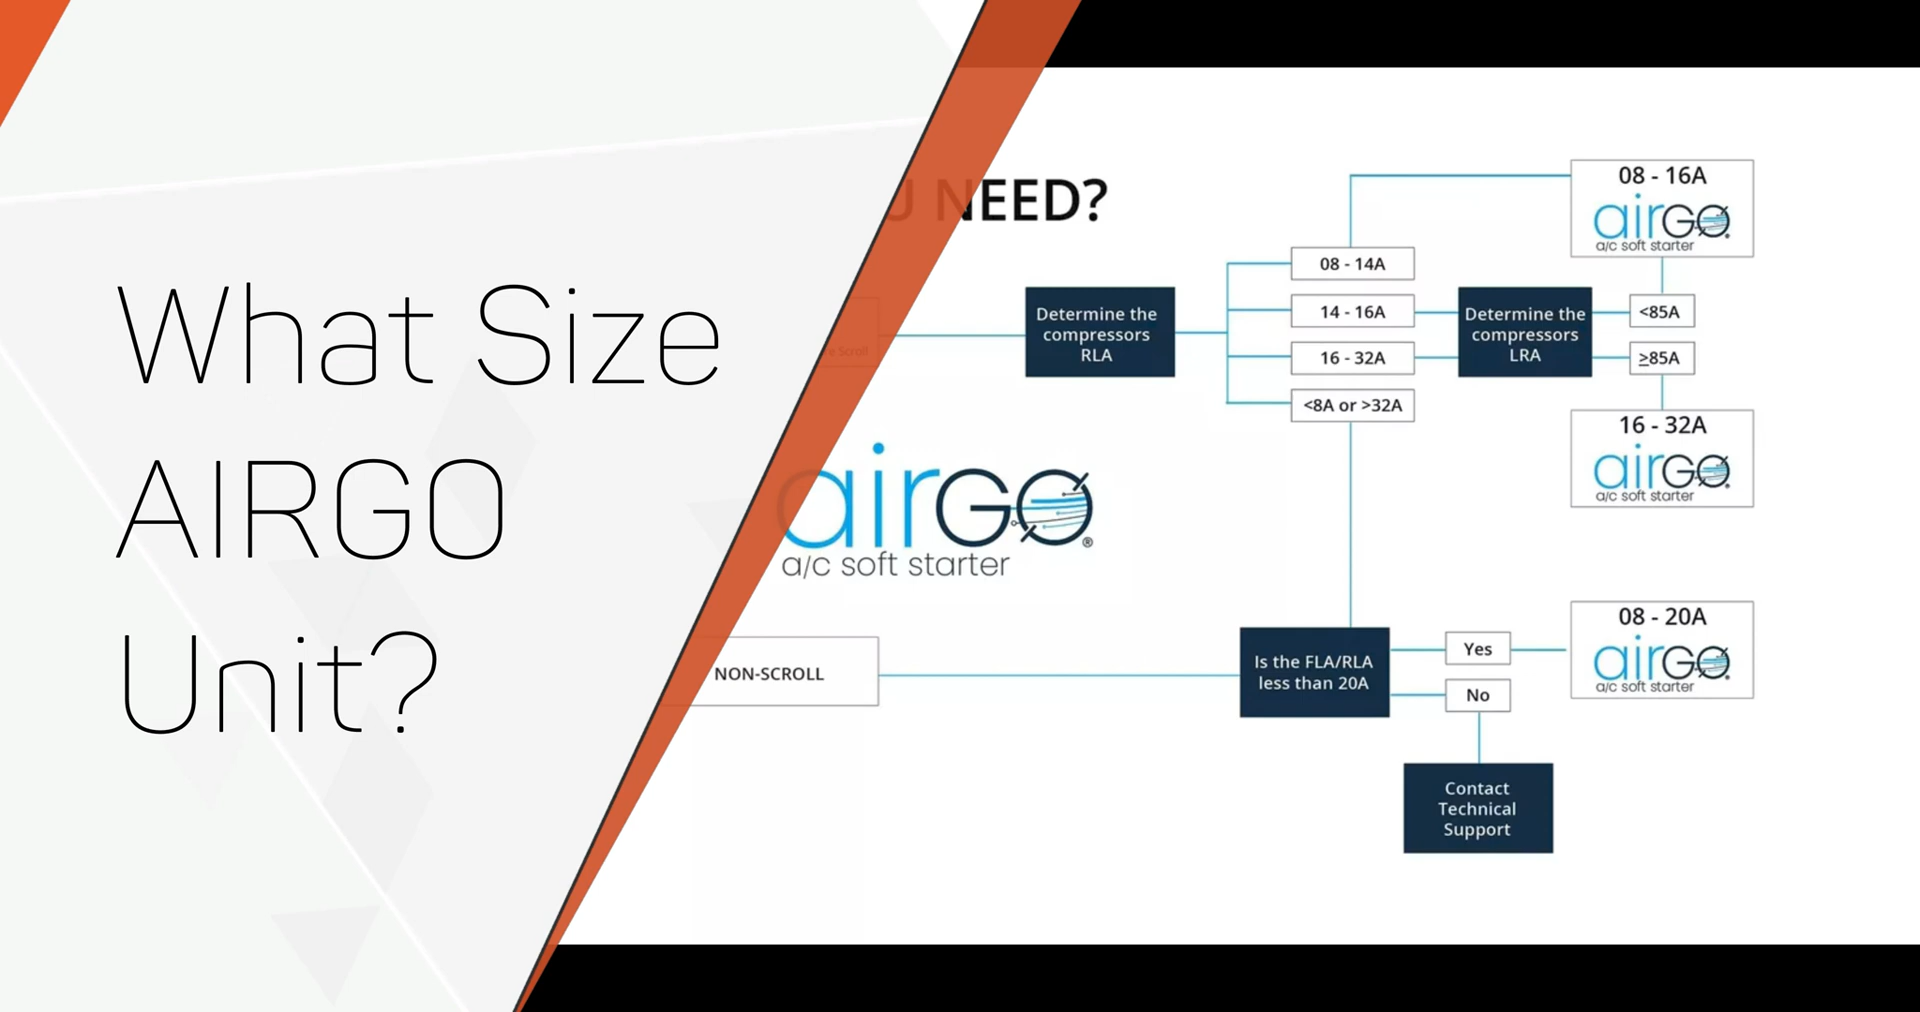 What Size
AIRGO
Unit?
NEED?
Scroll
Determine the
compressors
RLA
08 - 14A
14 - 16A
16 - 32A
<8A or >32A
Determine the
compressors
LRA
<85A
≥85A
08 - 16A
airGO
a/c soft starter
16 - 32A
airGO
a/c soft starter
airGO®
a/c soft starter
NON-SCROLL
Is the FLA/RLA
less than 20A
Yes
No
08 - 20A
airGO
a/c soft starter
Contact
Technical
Support